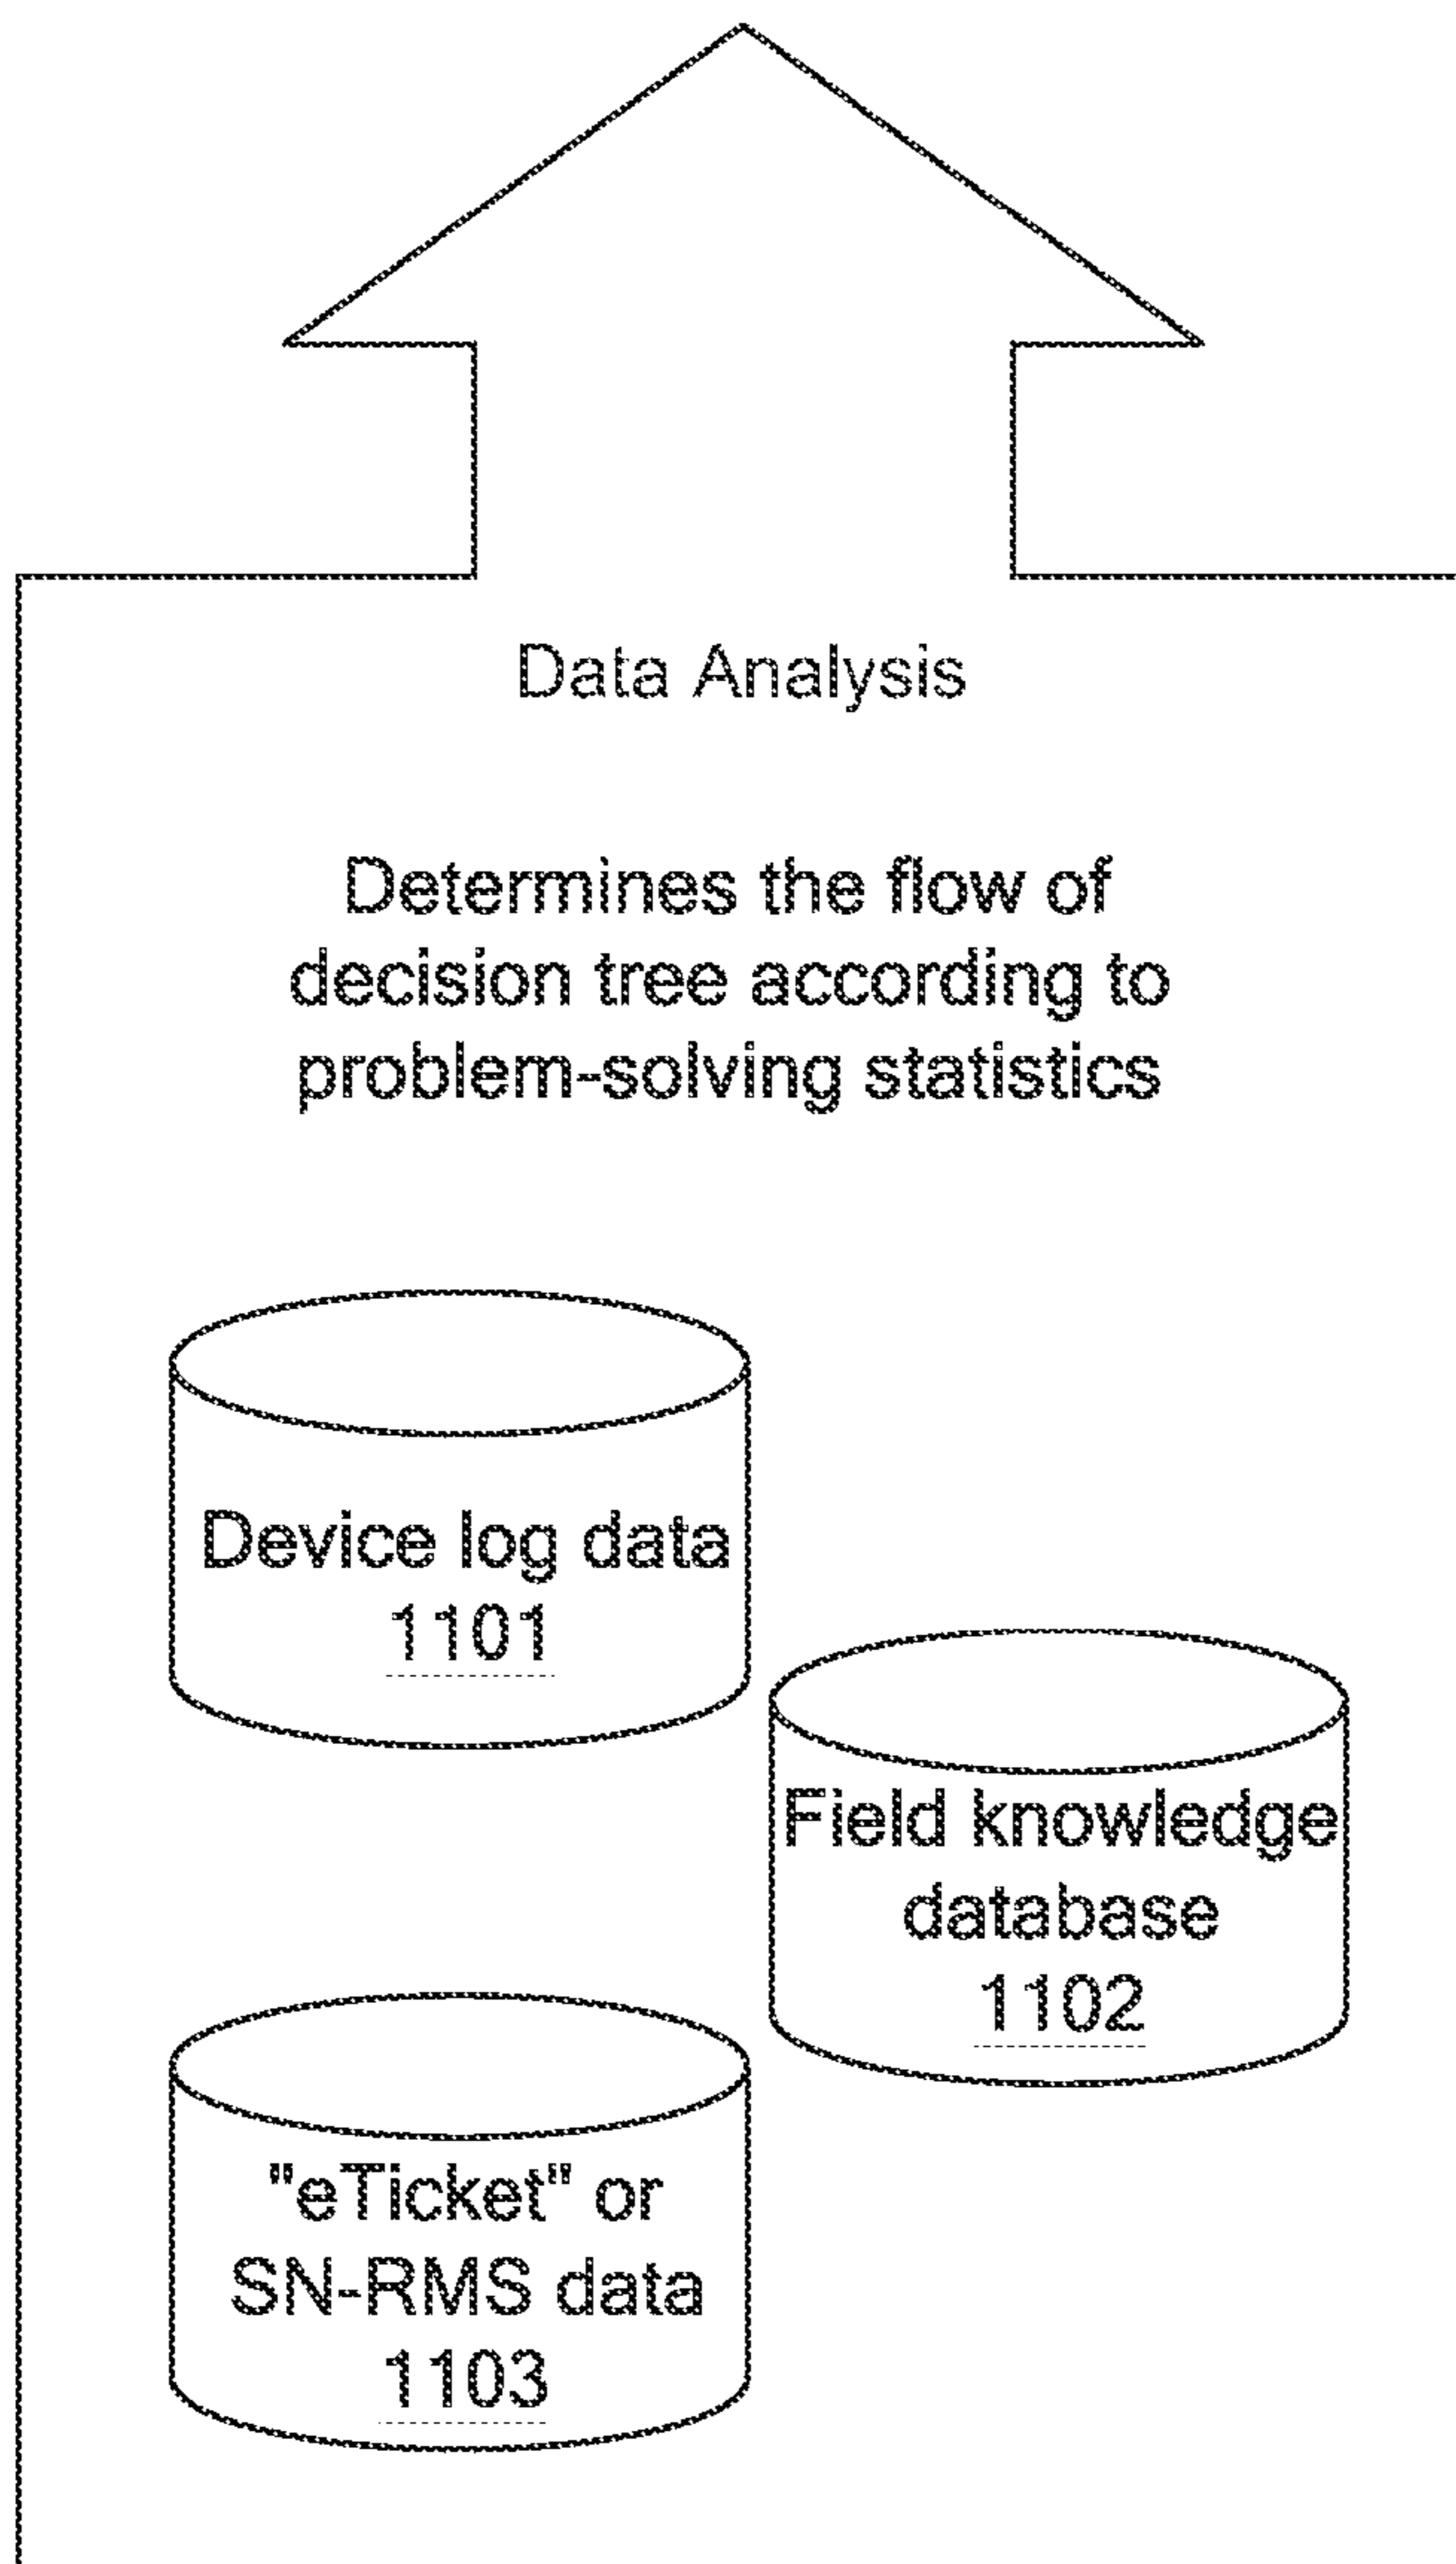 Data Analysis
Determines the flow of
decision tree according to
problem-solving statistics
Device log data
1101
Field knowledge
database
1102
"eTicket" or
SN-RMS data
1103